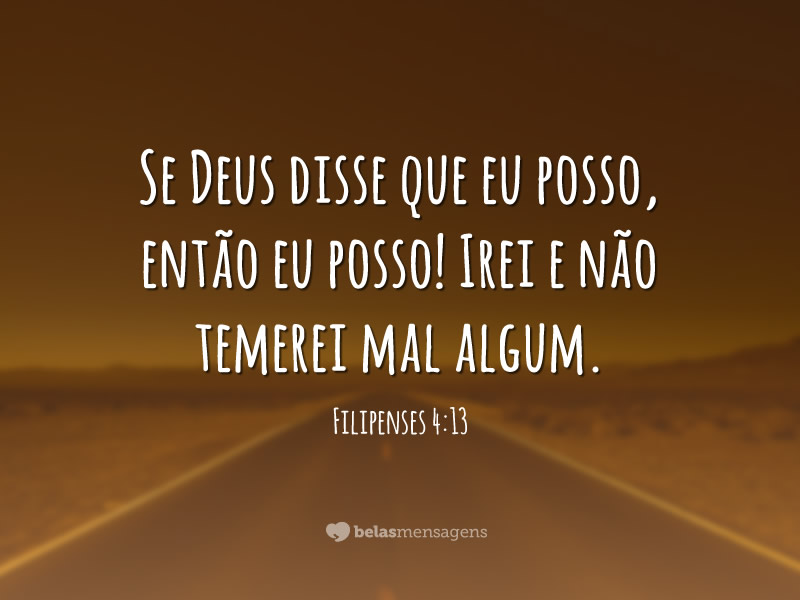 Se Deus disse que eu posso,
então eu posso! Irei e não
temerei mal algum.
Filipenses 4:13
belasmensagens